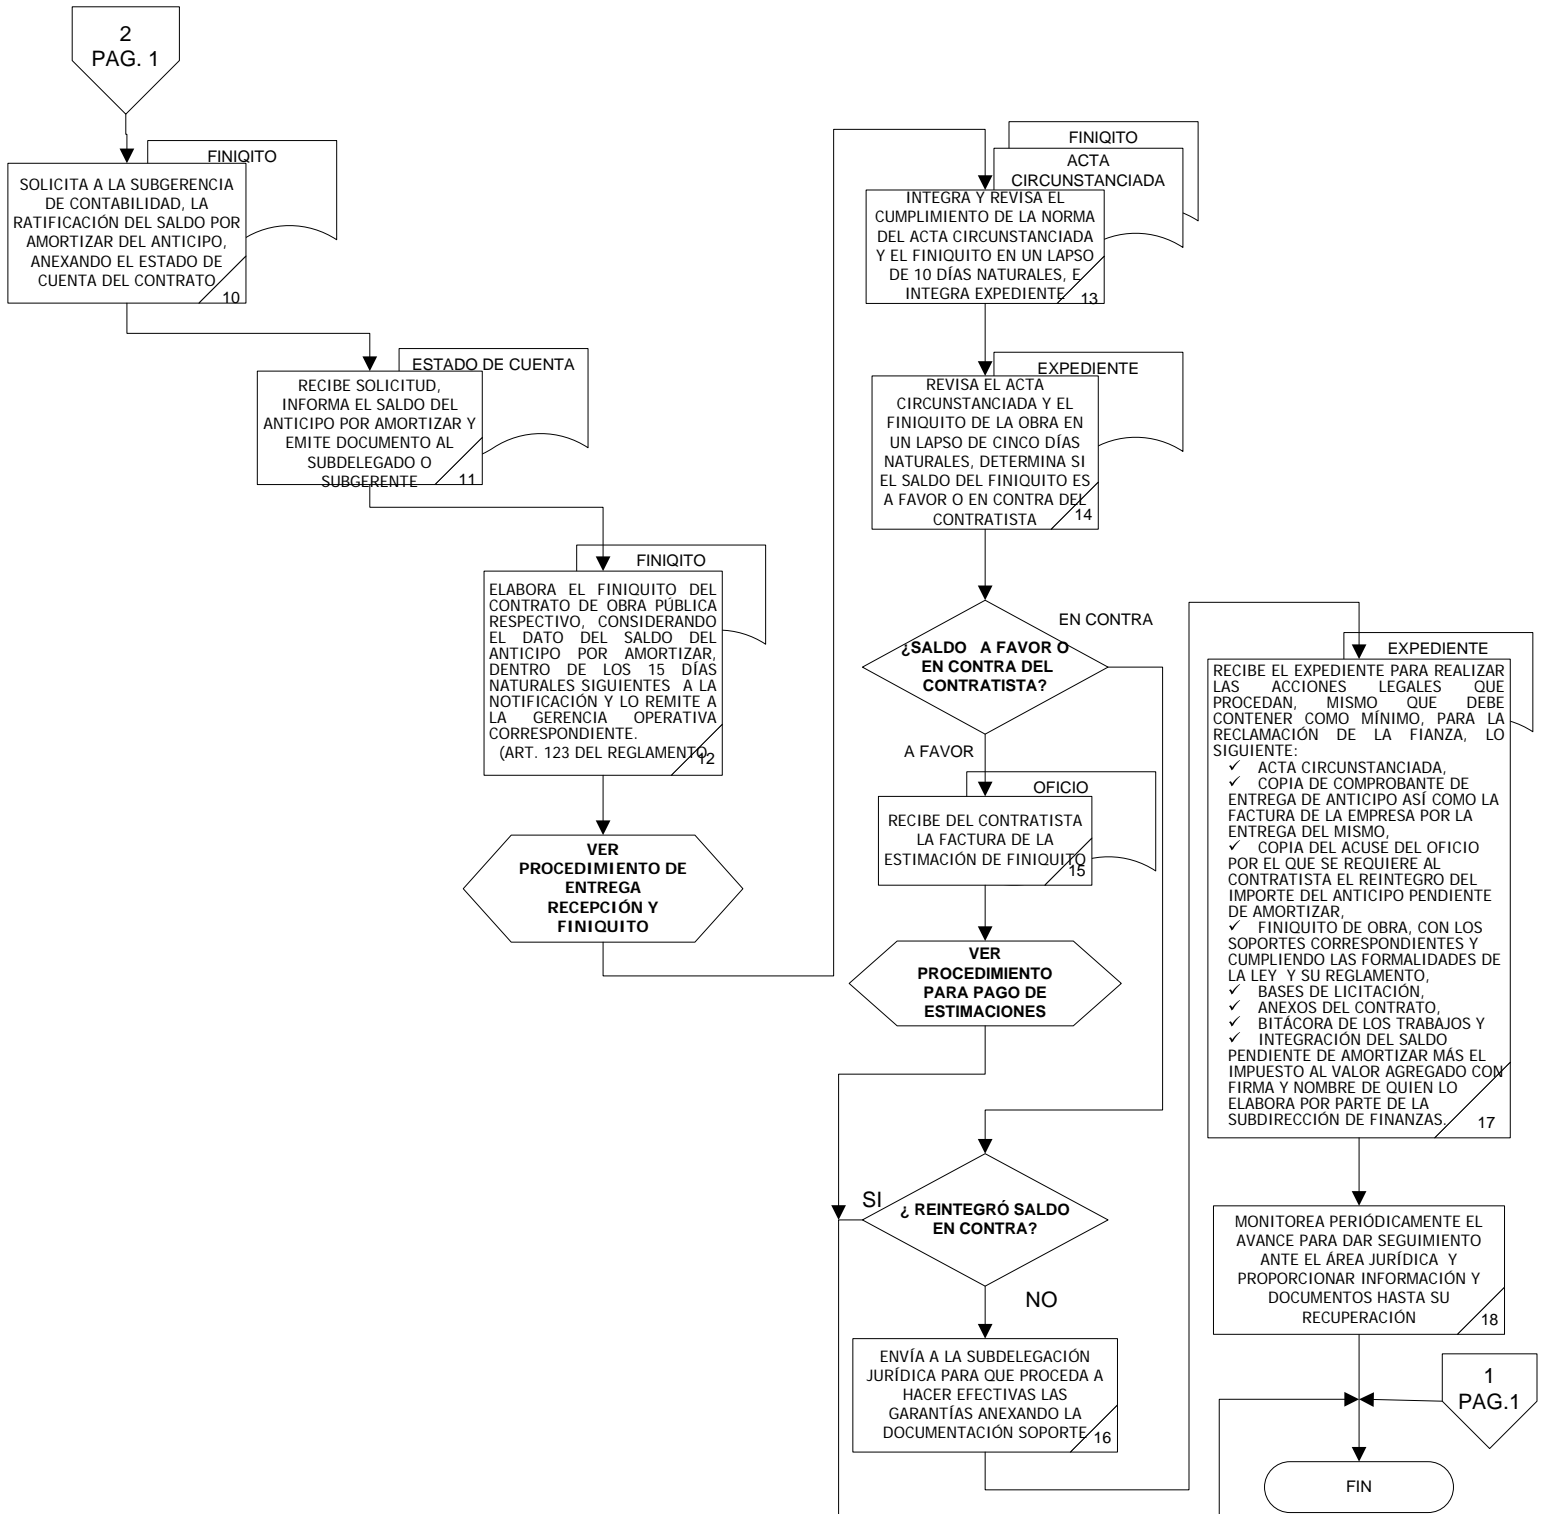 2
PAG. 1
FINIQITO
SOLICITA A LA SUBGERENCIA
DE CONTABILIDAD, LA
RATIFICACIÓN DEL SALDO POR
AMORTIZAR DEL ANTICIPO,
ANEXANDO EL ESTADO DE
CUENTA DEL CONTRATO
10
ESTADO DE CUENTA
RECIBE SOLICITUD,
INFORMA EL SALDO DEL
ANTICIPO POR AMORTIZAR Y
EMITE DOCUMENTO AL
SUBDELEGADO O
SUBGERENTE
11
FINIQITO
ELABORA EL FINIQUITO DEL
CONTRATO DE OBRA PÚBLICA
RESPECTIVO, CONSIDERANDO
EL DATO DEL SALDO DEL
ANTICIPO POR AMORTIZAR,
DENTRO DE LOS 15 DÍAS
NATURALES SIGUIENTES A LA
NOTIFICACIÓN Y LO REMITE A
LA GERENCIA OPERATIVA
CORRESPONDIENTE.
(ART. 123 DEL REGLAMENTO
12
VER
PROCEDIMIENTO DE
ENTREGA
RECEPCIÓN Y
FINIQUITO
FINIQITO
ACTA
CIRCUNSTANCIADA
INTEGRA Y REVISA EL
CUMPLIMIENTO DE LA NORMA
DEL ACTA CIRCUNSTANCIADA
Y EL FINIQUITO EN UN LAPSO
DE 10 DÍAS NATURALES, E
INTEGRA EXPEDIENTE
13
EXPEDIENTE
REVISA EL ACTA
CIRCUNSTANCIADA Y EL
FINIQUITO DE LA OBRA EN
UN LAPSO DE CINCO DÍAS
NATURALES, DETERMINA SI
EL SALDO DEL FINIQUITO ES
A FAVOR O EN CONTRA DEL
CONTRATISTA
14
EN CONTRA
¿SALDO A FAVOR O
EN CONTRA DEL
CONTRATISTA?
A FAVOR
OFICIO
RECIBE DEL CONTRATISTA
LA FACTURA DE LA
ESTIMACIÓN DE FINIQUITO
15
VER
PROCEDIMIENTO
PARA PAGO DE
ESTIMACIONES
SI
¿ REINTEGRÓ SALDO
EN CONTRA?
NO
ENVÍA A LA SUBDELEGACIÓN
JURÍDICA PARA QUE PROCEDA A
HACER EFECTIVAS LAS
GARANTÍAS ANEXANDO LA
DOCUMENTACIÓN SOPORTE
16
EXPEDIENTE
RECIBE EL EXPEDIENTE PARA REALIZAR
LAS ACCIONES LEGALES QUE
PROCEDAN, MISMO QUE DEBE
CONTENER COMO MÍNIMO, PARA LA
RECLAMACIÓN DE LA FIANZA, LO
SIGUIENTE:
✓ ACTA CIRCUNSTANCIADA,
✓ COPIA DE COMPROBANTE DE
ENTREGA DE ANTICIPO ASÍ COMO LA
FACTURA DE LA EMPRESA POR LA
ENTREGA DEL MISMO,
✓ COPIA DEL ACUSE DEL OFICIO
POR EL QUE SE REQUIERE AL
CONTRATISTA EL REINTEGRO DEL
IMPORTE DEL ANTICIPO PENDIENTE
DE AMORTIZAR,
✓ FINIQUITO DE OBRA, CON LOS
SOPORTES CORRESPONDIENTES Y
CUMPLIENDO LAS FORMALIDADES DE
LA LEY Y SU REGLAMENTO,
✓ BASES DE LICITACIÓN,
✓ ANEXOS DEL CONTRATO,
✓ BITÁCORA DE LOS TRABAJOS Y
✓ INTEGRACIÓN DEL SALDO
PENDIENTE DE AMORTIZAR MÁS EL
IMPUESTO AL VALOR AGREGADO CON
FIRMA Y NOMBRE DE QUIEN LO
ELABORA POR PARTE DE LA
SUBDIRECCIÓN DE FINANZAS.
17
MONITOREA PERIÓDICAMENTE EL
AVANCE PARA DAR SEGUIMIENTO
ANTE EL ÁREA JURÍDICA Y
PROPORCIONAR INFORMACIÓN Y
DOCUMENTOS HASTA SU
RECUPERACIÓN
18
1
PAG.1
FIN